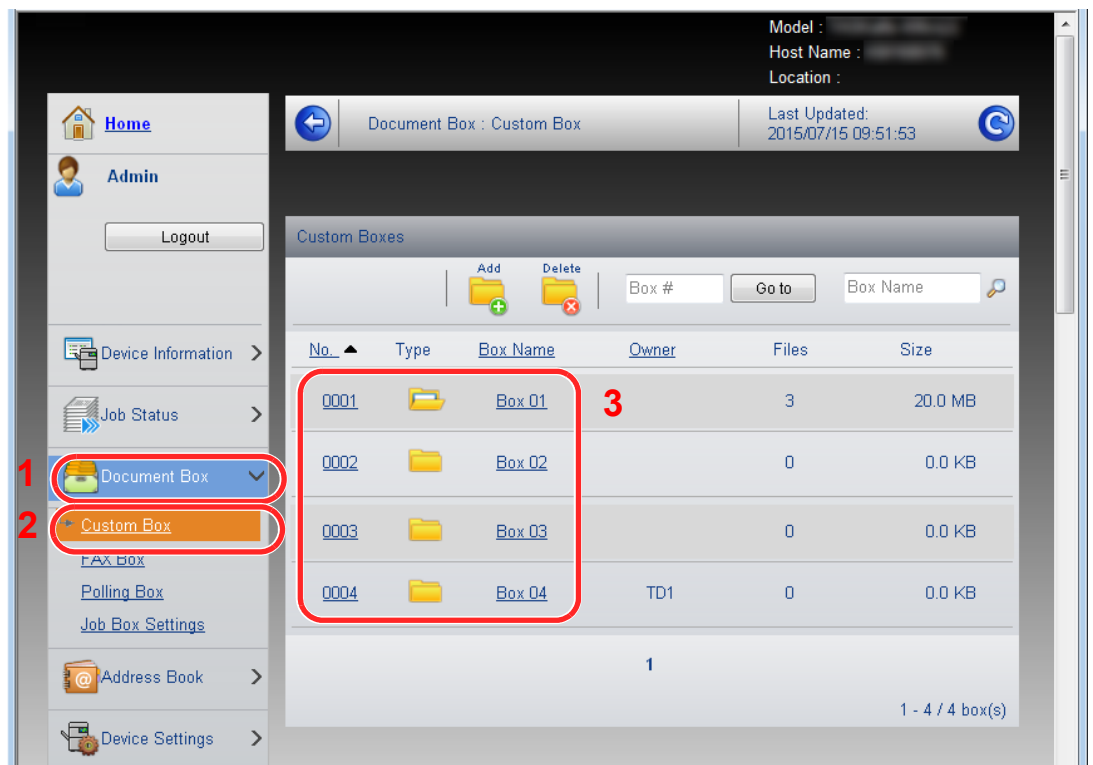 Model :
Host Name :
Location :
Home
Document Box : Custom Box
Last Updated:
2015/07/15 09:51:53
Admin
Logout
Custom Boxes
Add
Delete
Box #
Go to
Box Name
Device Information
No.
Type
Box Name
Owner
Files
Size
Job Status
0001
Box 01
3
3
20.0 MB
1
Document Box
0002
Box 02
0
0.0 KB
2
Custom Box
0003
Box 03
0
0.0 KB
FAX Box
Polling Box
0004
Box 04
TD1
0
0.0 KB
Job Box Settings
Address Book
1
1 - 4 / 4 box(s)
Device Settings